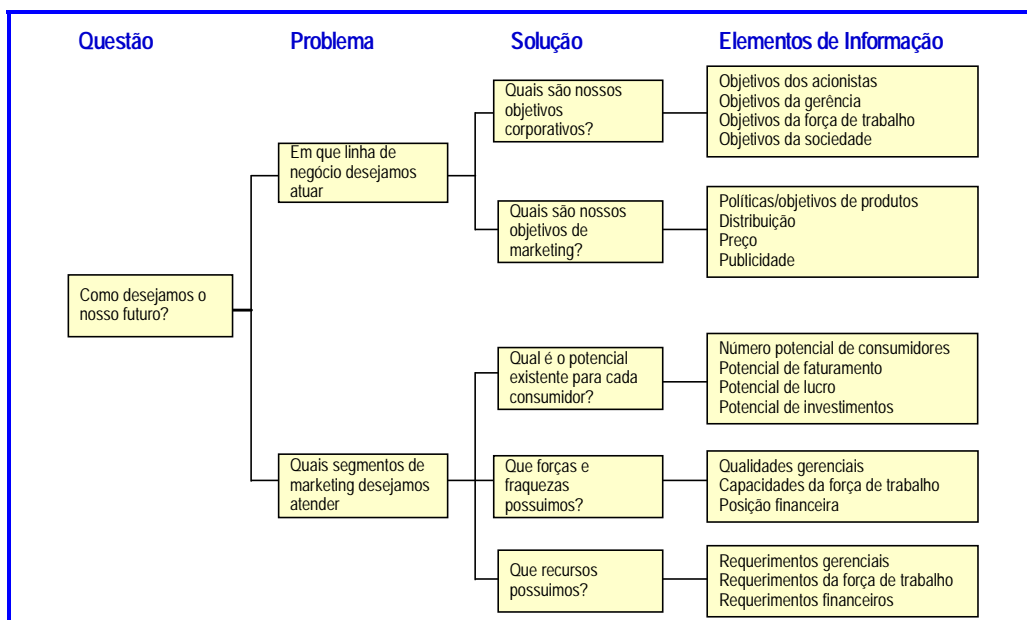 Questão
Problema
Solução
Elementos de Informação
Como desejamos o
nosso futuro?
Em que linha de
negócio desejamos
atuar
Quais são nossos
objetivos
corporativos?
Objetivos dos acionistas
Objetivos da gerência
Objetivos da força de trabalho
Objetivos da sociedade
Quais são nossos
objetivos de
marketing?
Políticas/objetivos de produtos
Distribuição
Preço
Publicidade
Quais segmentos de
marketing desejamos
atender
Qual é o potencial
existente para cada
consumidor?
Número potencial de consumidores
Potencial de faturamento
Potencial de lucro
Potencial de investimentos
Que forças e
fraquezas
possuimos?
Qualidades gerenciais
Capacidades da força de trabalho
Posição financeira
Que recursos
possuimos?
Requerimentos gerenciais
Requerimentos da força de trabalho
Requerimentos financeiros